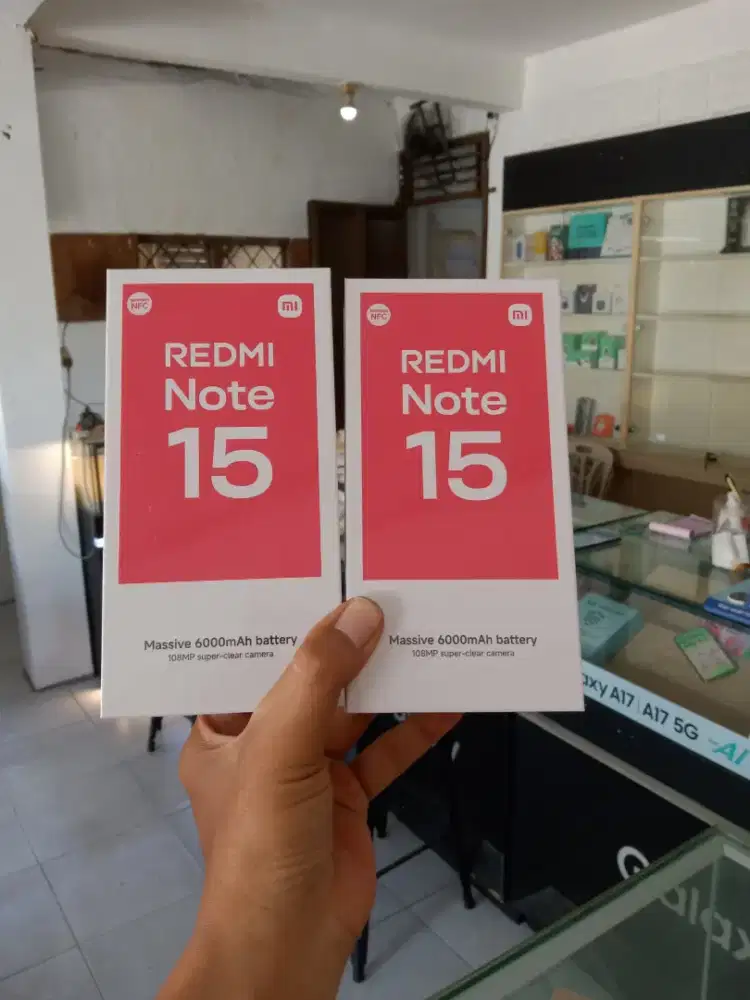 NFC
mi
REDMI
Note
15
Massive 6000mAh battery
108MP super-clear camera
NFC
mi
REDMI
Note
15
Massive 6000mAh battery
108MP super-clear camera
axy A17 | A17 5G
AI